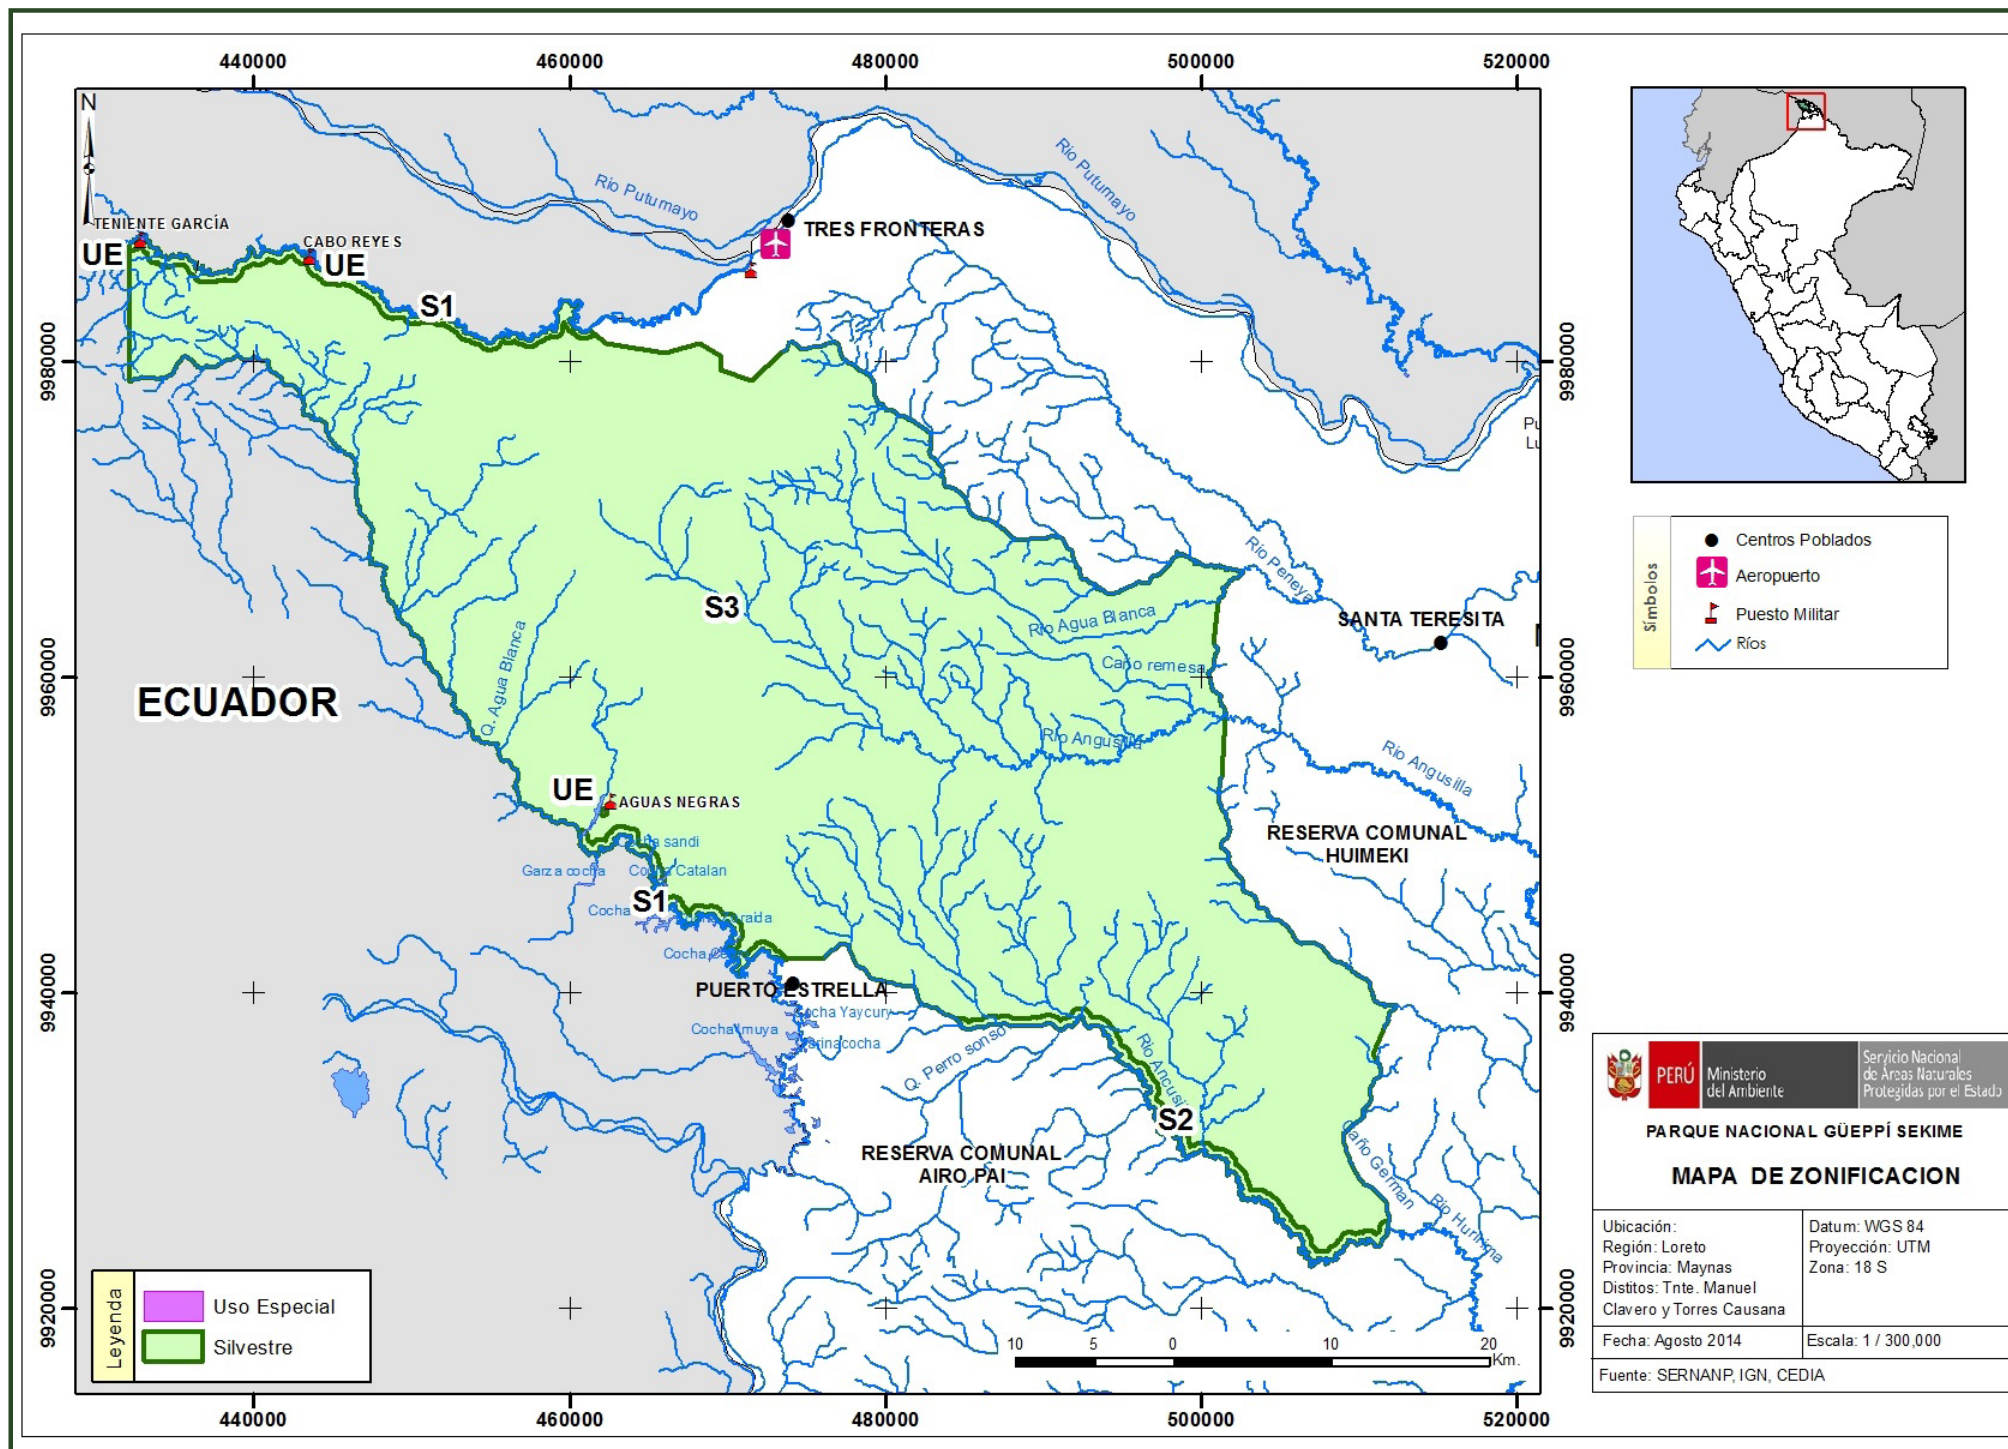 440000
460000
480000
500000
520000
N
Rio Putumayo
Rio Putumayo
TENIENTE GARCÍA
UE
CABO REYES
UE
TRES FRONTERAS
S1
9980000
9980000
Rio Peneya
S3
Rio Agua Blanca
SANTA TERESITA
Caño remesa
Q. Agua Blanca
9960000
9960000
ECUADOR
Rio Angusilla
Rio Angusilla
UE
AGUAS NEGRAS
RESERVA COMUNAL
HUIMEKI
sandi
Garza cocha
Catalan
S1
Cocha
Cocha
9940000
9940000
PUERTO ESTRELLA
Cocha Yaycury
Cocha Imuya
Q. Perro sonso
S2
RESERVA COMUNAL
AIRO PAI
Caño German
9920000
9920000
Leyenda
Uso Especial
Silvestre
10 5 0 10 20
Km.
440000
460000
480000
500000
520000
Símbolos
Centros Poblados
Aeropuerto
Puesto Militar
Ríos
PERÚ
Ministerio
del Ambiente
Servicio Nacional
de Áreas Naturales
Protegidas por el Estado
PARQUE NACIONAL GÜEPPÍ SEKIME
MAPA DE ZONIFICACION
Ubicación:
Región: Loreto
Provincia: Maynas
Distitos: Tnte. Manuel
Clavero y Torres Causana
Datum: WGS 84
Proyección: UTM
Zona: 18 S
Fecha: Agosto 2014
Escala: 1 / 300,000
Fuente: SERNANP, IGN, CEDIA